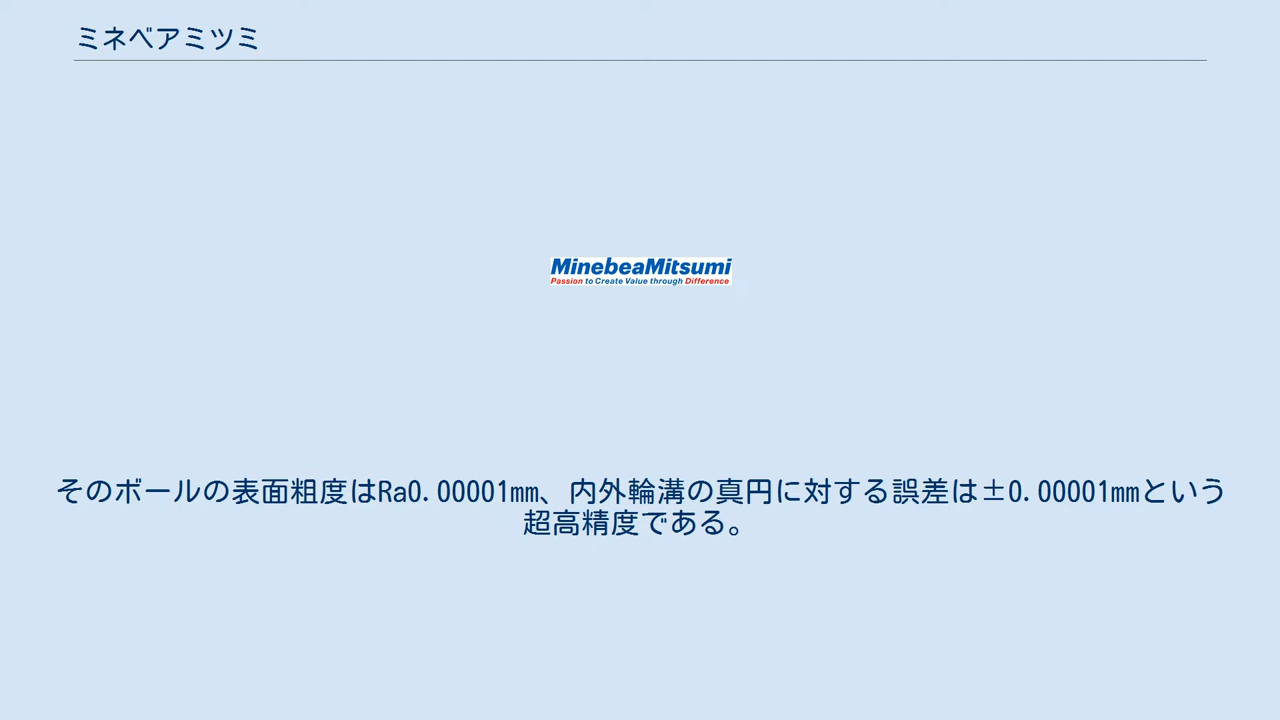 ミネベアミツミ
MinebeaMitsumi
Passion to Create Value through Difference
そのボールの表面粗度はRa0.00001mm、内外輪溝の真円に対する誤差は±0.00001mmという
超高精度である。